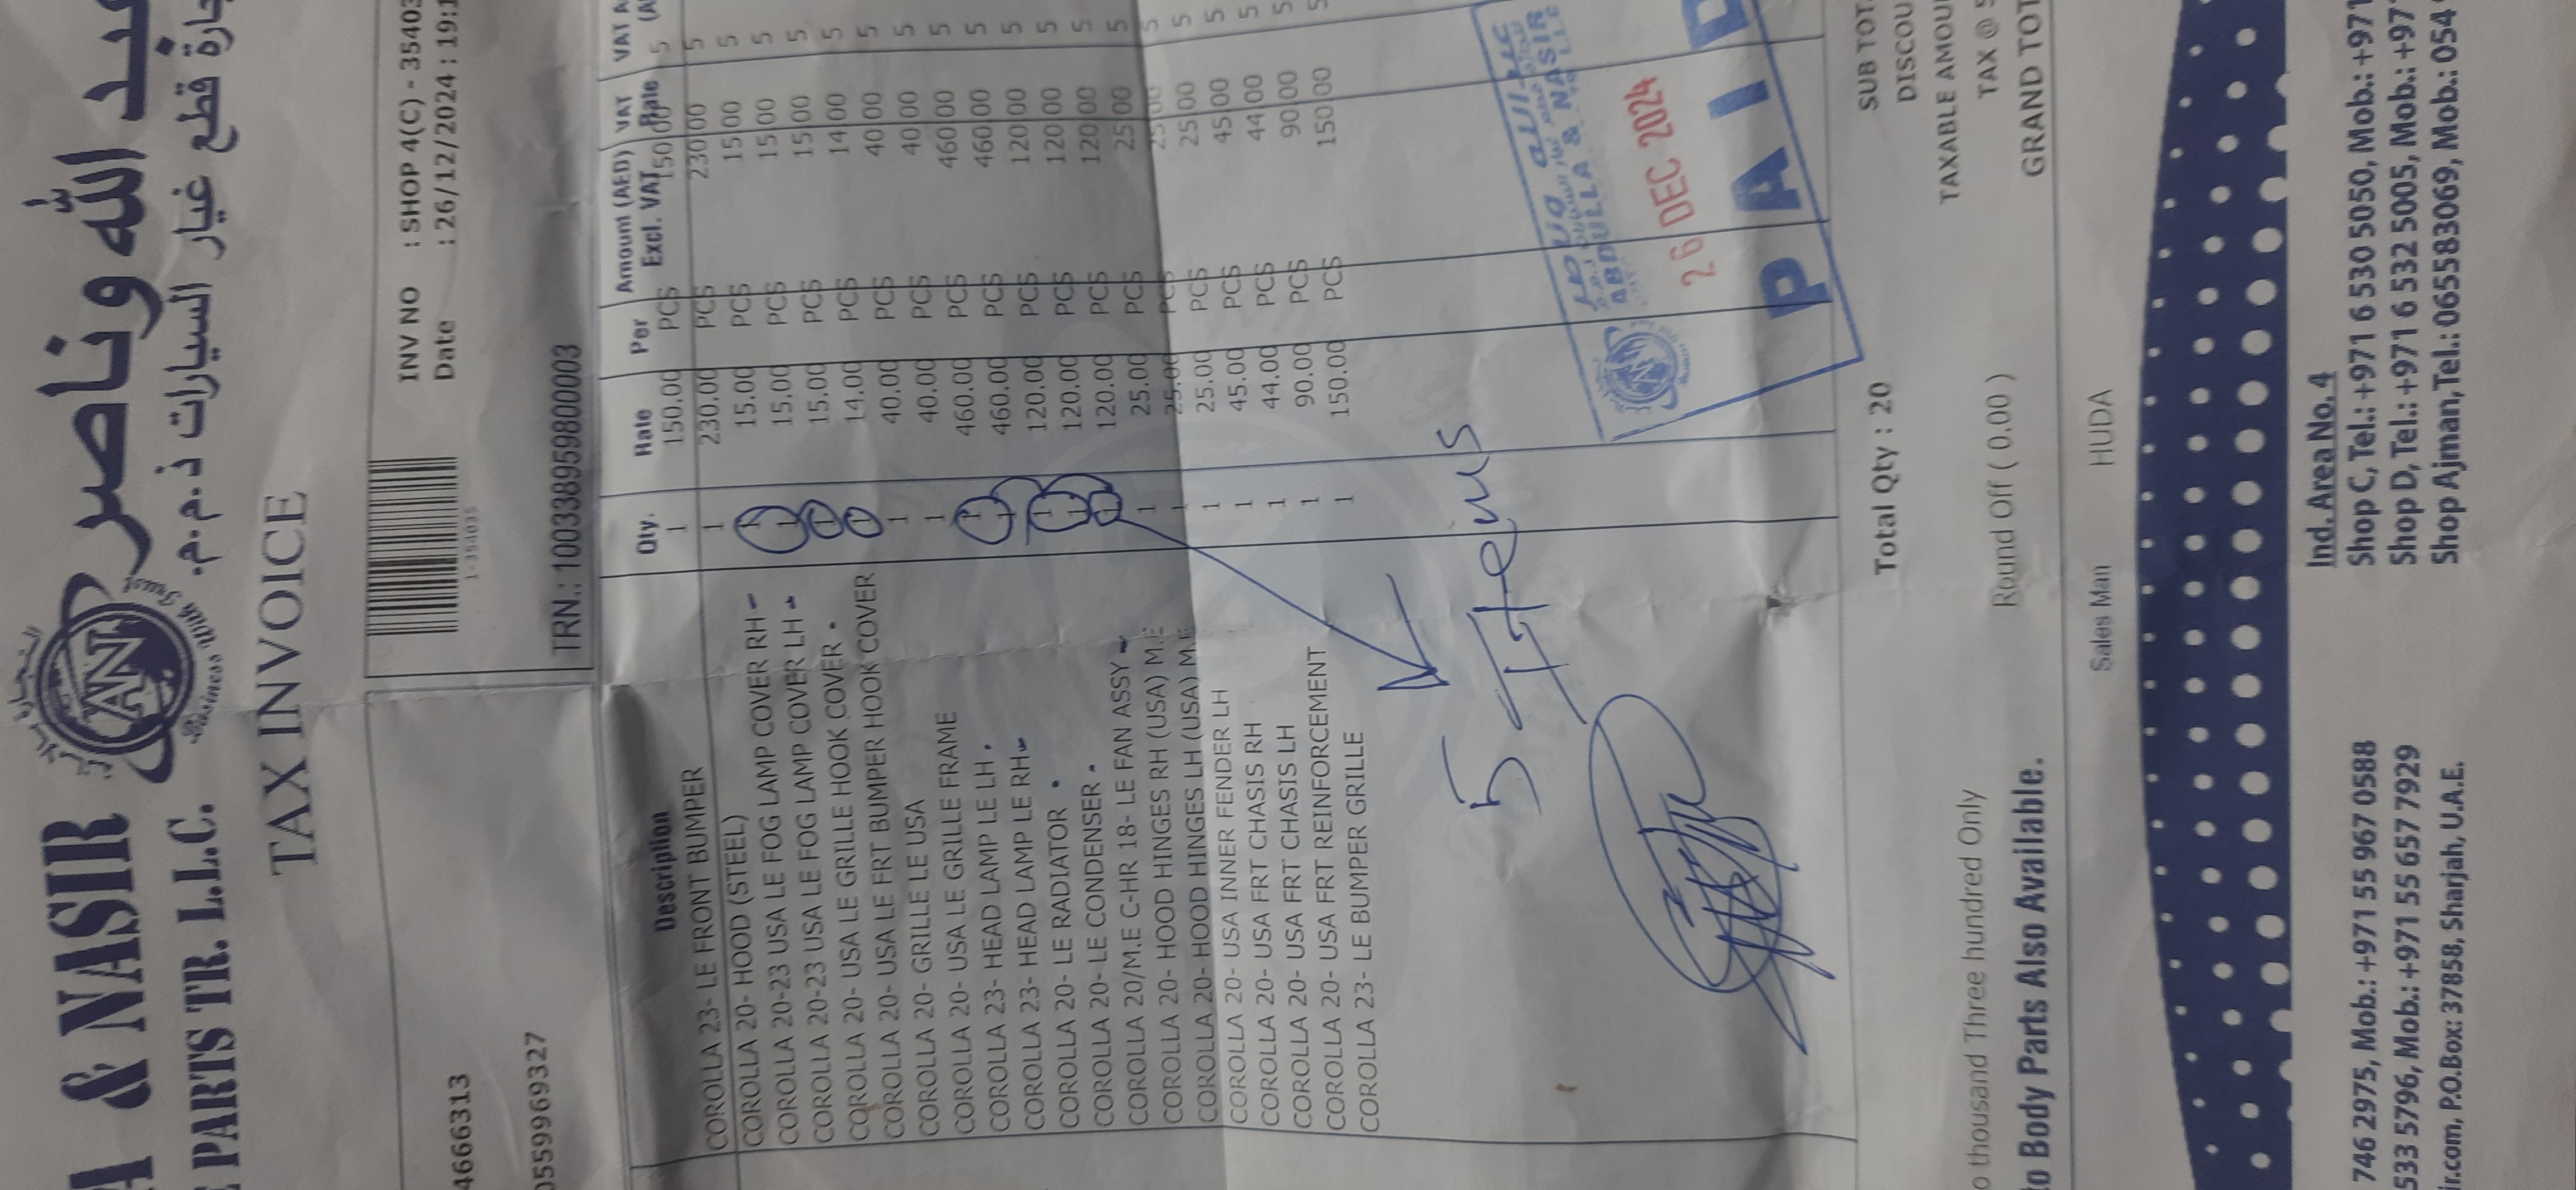 عبد الله وناصر
جارة قطع غيار السيارات ذ.م.م.
A & NASIR
E PARTS TR. L.L.C.
AN
Business With Trust
TAX INVOICE
INV NO : SHOP 4(C) - 35403
4666313 Date : 26/12/2024 : 19:1
1-354035
0559969327 TRN.: 100338959800003
Description Qty. Rate Per Amount (AED) Excl. VAT VAT Rate VAT A
COROLLA 23- LE FRONT BUMPER 1 150.00 PCS 150 00 5
COROLLA 20- HOOD (STEEL) 1 230.00 PCS 230 00 5
COROLLA 20-23 USA LE FOG LAMP COVER RH 1 15.00 PCS 15 00 5
COROLLA 20-23 USA LE FOG LAMP COVER LH 1 15.00 PCS 15 00 5
COROLLA 20- USA LE GRILLE HOOK COVER 1 15.00 PCS 15 00 5
COROLLA 20- USA LE FRT BUMPER HOOK COVER 1 14.00 PCS 14 00 5
COROLLA 20- GRILLE LE USA 1 40.00 PCS 40 00 5
COROLLA 20- USA LE GRILLE FRAME 1 40.00 PCS 40 00 5
COROLLA 23- HEAD LAMP LE LH 1 460.00 PCS 460 00 5
COROLLA 23- HEAD LAMP LE RH 1 460.00 PCS 460 00 5
COROLLA 20- LE RADIATOR 1 120.00 PCS 120 00 5
COROLLA 20- LE CONDENSER 1 120.00 PCS 120 00 5
COROLLA 20/M.E C-HR 18- LE FAN ASSY 1 120.00 PCS 120 00 5
COROLLA 20- HOOD HINGES RH (USA) M.E 1 25.00 PCS 25 00 5
COROLLA 20- HOOD HINGES LH (USA) M.E 1 25.00 PCS 25 00 5
COROLLA 20- USA INNER FENDER LH 1 25.00 PCS 25 00 5
COROLLA 20- USA FRT CHASIS RH 1 45.00 PCS 45 00 5
COROLLA 20- USA FRT CHASIS LH 1 44.00 PCS 44 00 5
COROLLA 20- USA FRT REINFORCEMENT 1 90.00 PCS 90 00 5
COROLLA 23- LE BUMPER GRILLE 1 150.00 PCS 150 00 5
5 Items
ABDULLA & NASIR
26 DEC 2024
PAID
Total Qty : 20 SUB TOT
DISCOU
TAXABLE AMOU
o thousand Three hundred Only Round Off ( 0.00 ) TAX @ 5
GRAND TOT
to Body Parts Also Available.
Sales Man HUDA
Ind. Area No. 4
746 2975, Mob.: +971 55 967 0588 Shop C, Tel.: +971 6 530 5050, Mob.: +971
533 5796, Mob.: +971 55 657 7929 Shop D, Tel.: +971 6 532 5005, Mob.: +97
ir.com, P.O.Box: 37858, Sharjah, U.A.E. Shop Ajman, Tel.: 065583069, Mob.: 054